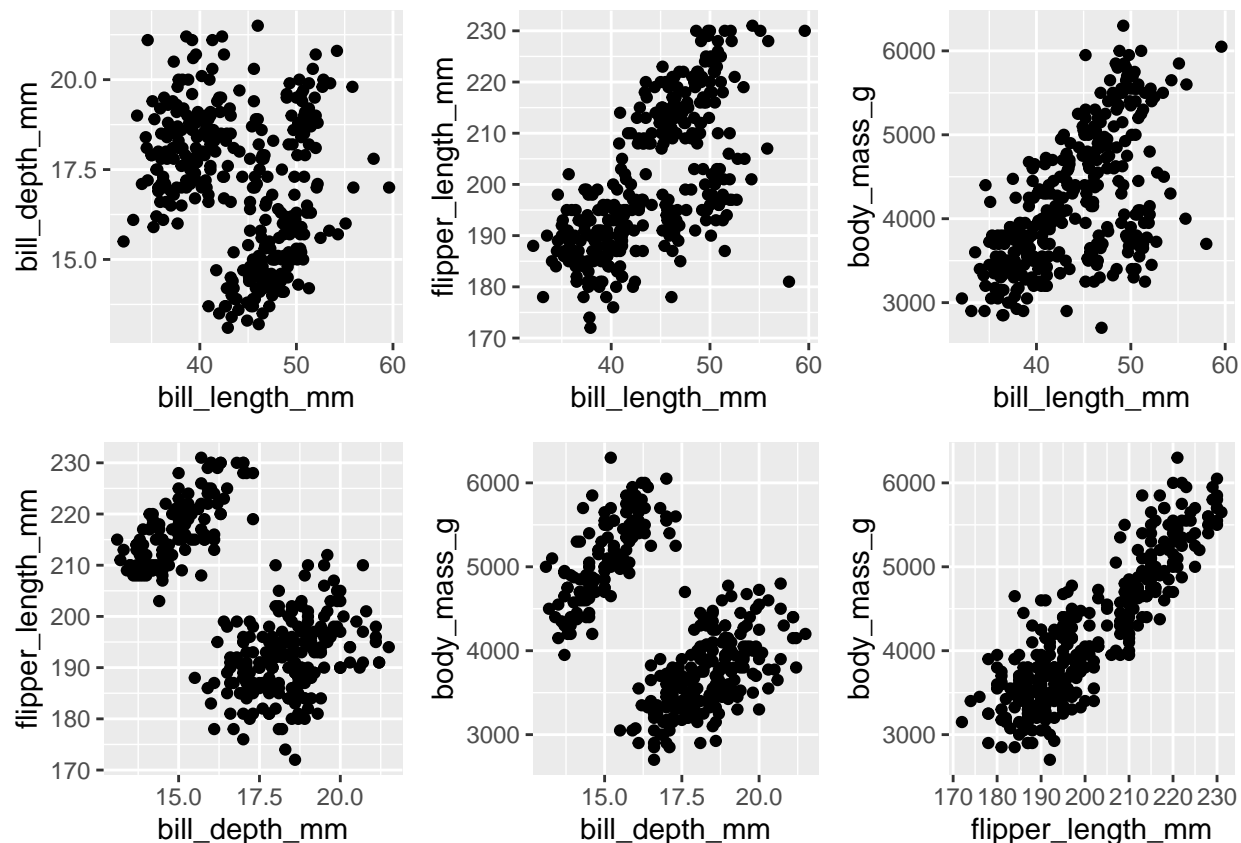 bill_depth_mm
20.0
17.5
15.0
40 50 60
bill_length_mm
flipper_length_mm
230
220
210
200
190
180
170
40 50 60
bill_length_mm
body_mass_g
6000
5000
4000
3000
40 50 60
bill_length_mm
flipper_length_mm
230
220
210
200
190
180
170
15.0 17.5 20.0
bill_depth_mm
body_mass_g
6000
5000
4000
3000
15.0 17.5 20.0
bill_depth_mm
body_mass_g
6000
5000
4000
3000
170 180 190 200 210 220 230
flipper_length_mm